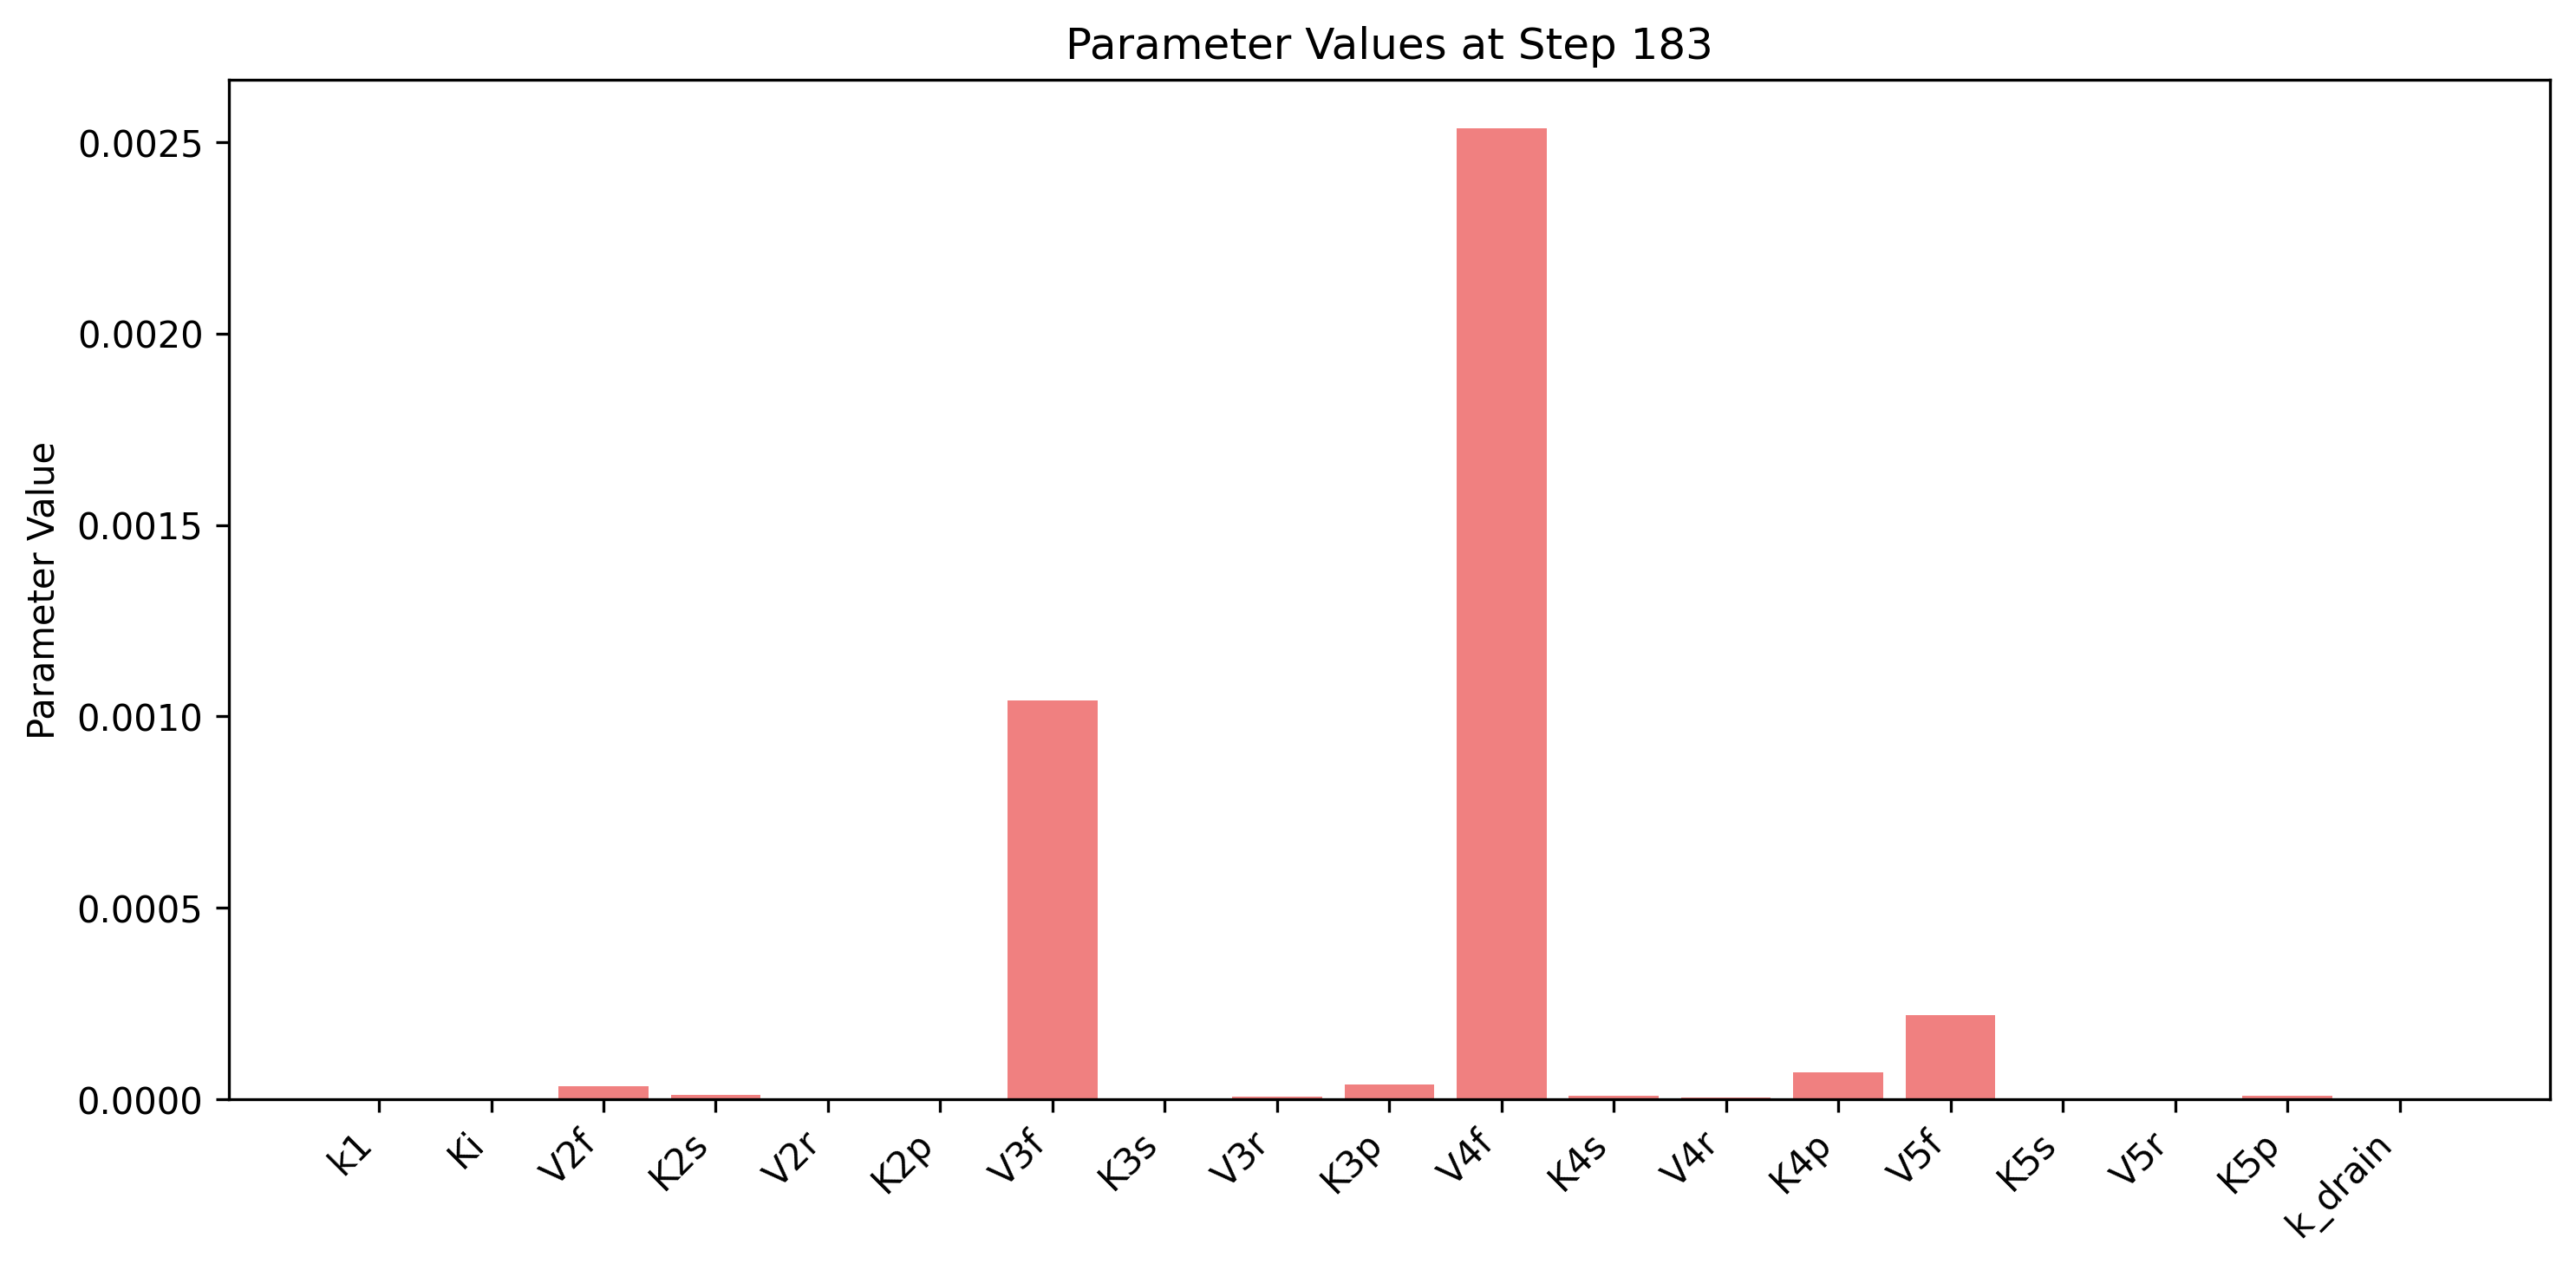 Parameter Values at Step 183
Parameter Value
0.0025
0.0020
0.0015
0.0010
0.0005
0.0000
k1
Ki
V2f
K2s
V2r
K2p
V3f
K3s
V3r
K3p
V4f
K4s
V4r
K4p
V5f
K5s
V5r
K5p
k_drain